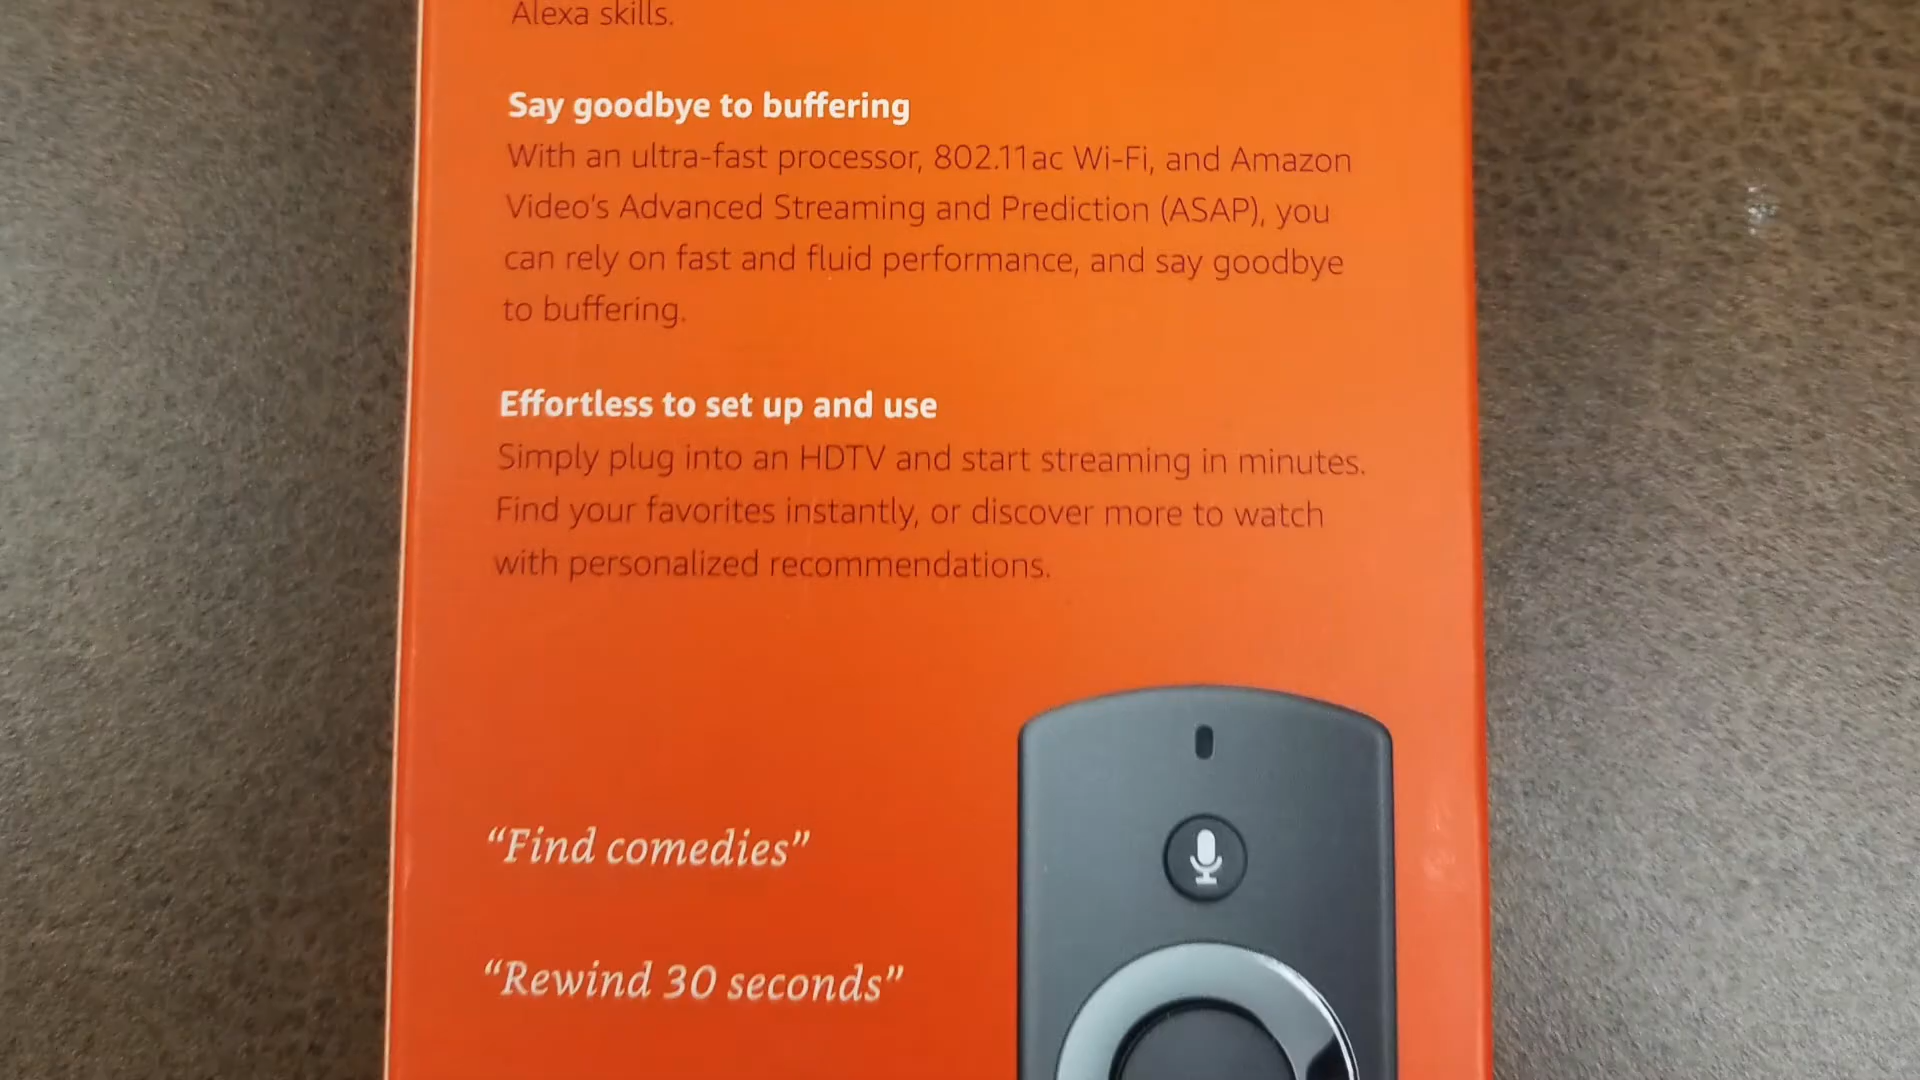 Alexa skills.
Say goodbye to buffering
With an ultra-fast processor, 802.11ac Wi-Fi, and Amazon
Video's Advanced Streaming and Prediction (ASAP), you
can rely on fast and fluid performance, and say goodbye
to buffering.
Effortless to set up and use
Simply plug into an HDTV and start streaming in minutes.
Find your favorites instantly, or discover more to watch
with personalized recommendations.
“Find comedies”
“Rewind 30 seconds”